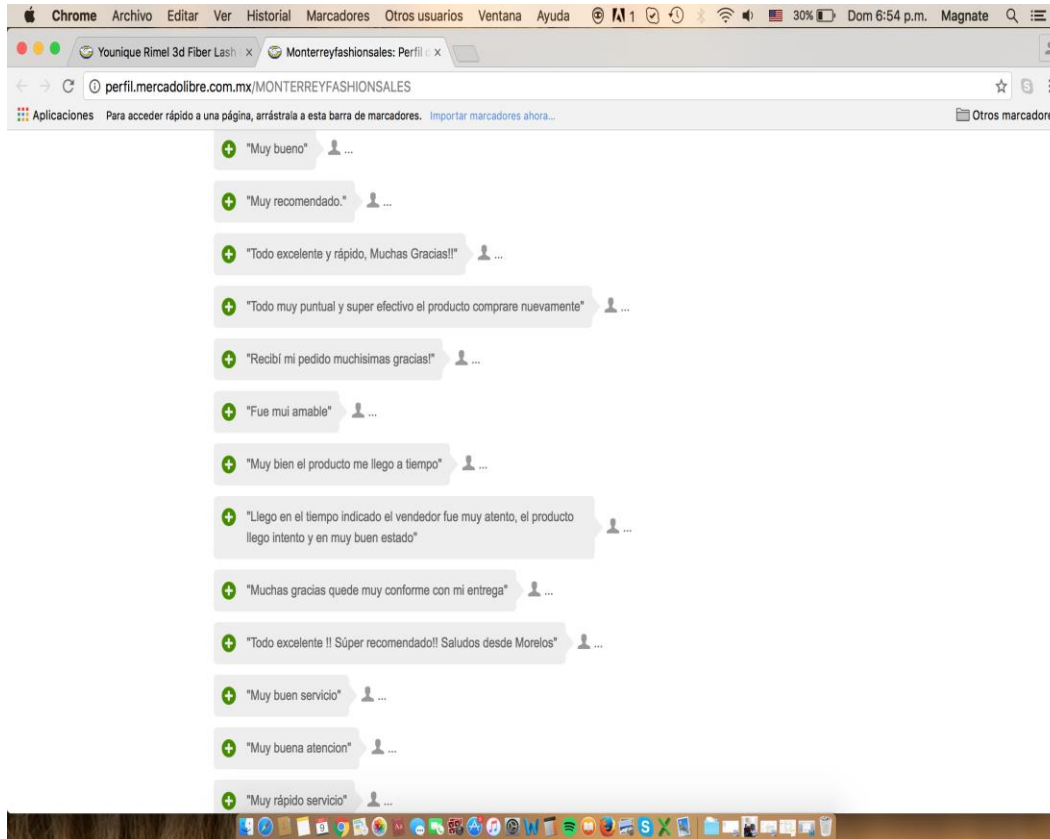 Chrome Archivo Editar Ver Historial Marcadores Otros usuarios Ventana Ayuda 1 30% Dom 6:54 p.m. Magnate
Younique Rimel 3d Fiber Lash x Monterreyfashionsales: Perfil x
perfil.mercadolibre.com.mx/MONTERREYFASHIONSALES
Aplicaciones Para acceder rápido a una página, arrástrala a esta barra de marcadores. Importar marcadores ahora... Otros marcadore
"Muy bueno" ...
"Muy recomendado." ...
"Todo excelente y rápido, Muchas Gracias!!" ...
"Todo muy puntual y super efectivo el producto comprare nuevamente" ...
"Recibí mi pedido muchisimas gracias!" ...
"Fue mui amable" ...
"Muy bien el producto me llego a tiempo" ...
"Llego en el tiempo indicado el vendedor fue muy atento, el producto
llego intento y en muy buen estado" ...
"Muchas gracias quede muy conforme con mi entrega" ...
"Todo excelente !! Súper recomendado!! Saludos desde Morelos" ...
"Muy buen servicio" ...
"Muy buena atencion" ...
"Muy rápido servicio" ...